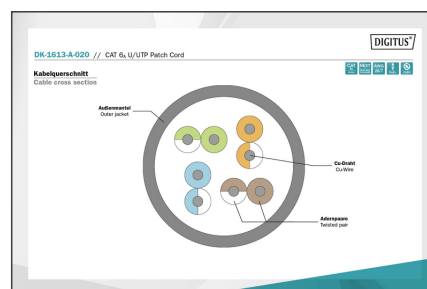 DIGITUS®
DK-1613-A-020 // CAT 6A U/UTP Patch Cord
Kabelquerschnitt
Cable cross section
Außenmantel
Outer jacket
Cu-Draht
Cu-Wire
Aderspaare
Twisted pair